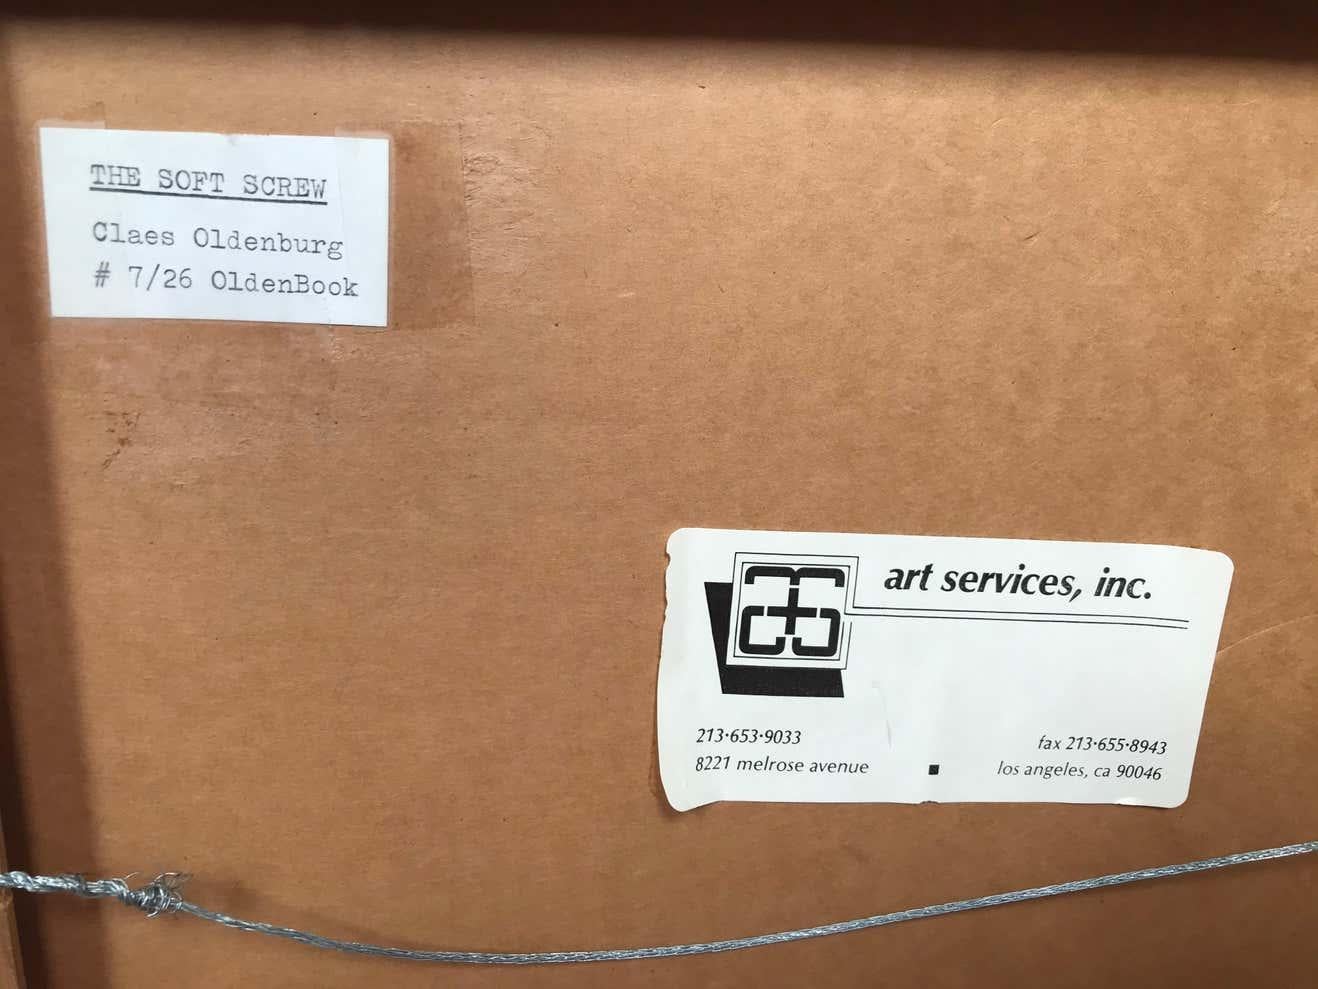 THE SOFT SCREW
Claes Oldenburg
# 7/26 OldenBook
art services, inc.
213·653·9033
fax 213·655·8943
8221 melrose avenue ■ los angeles, ca 90046